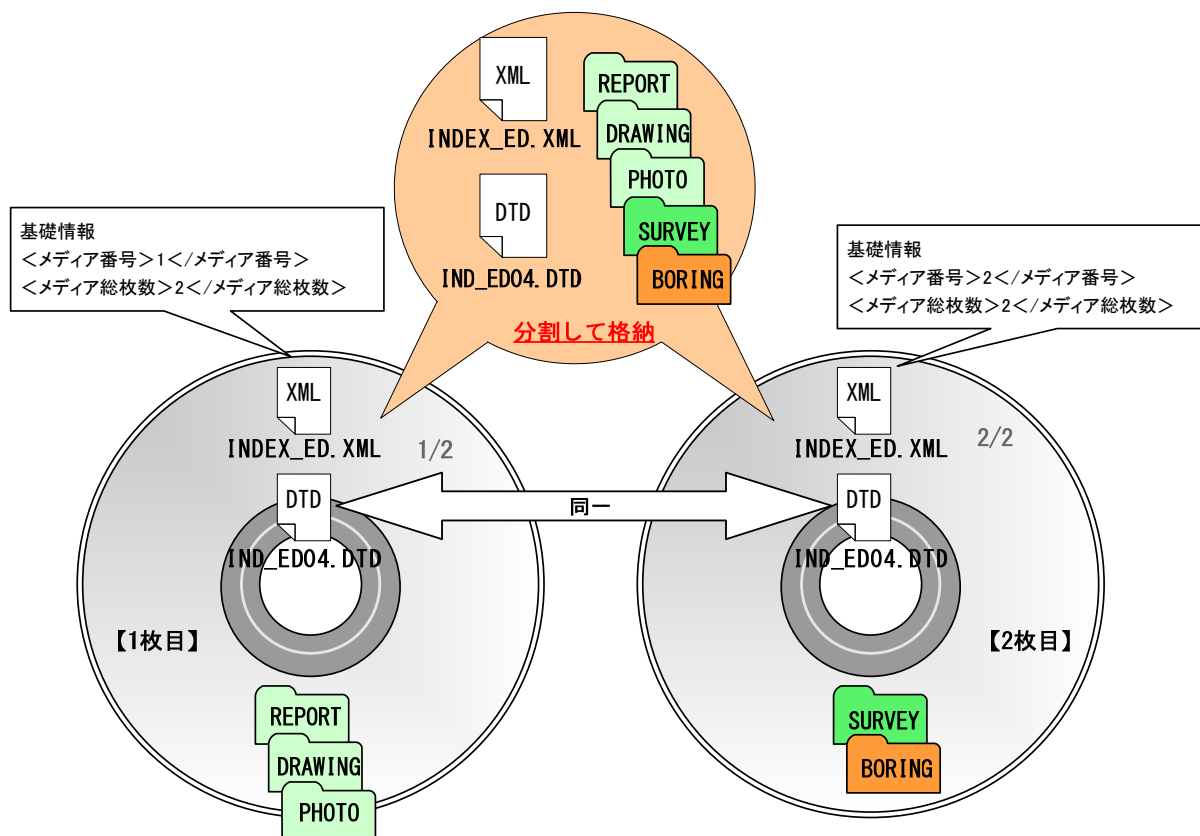 XML
INDEX_ED.XML
DTD
IND_ED04.DTD
REPORT
DRAWING
PHOTO
SURVEY
BORING
分割して格納
基礎情報
<メディア番号>1</メディア番号>
<メディア総枚数>2</メディア総枚数>
基礎情報
<メディア番号>2</メディア番号>
<メディア総枚数>2</メディア総枚数>
XML
INDEX_ED.XML
1/2
DTD
IND_ED04.DTD
【1枚目】
REPORT
DRAWING
PHOTO
同一
XML
INDEX_ED.XML
2/2
DTD
IND_ED04.DTD
【2枚目】
SURVEY
BORING